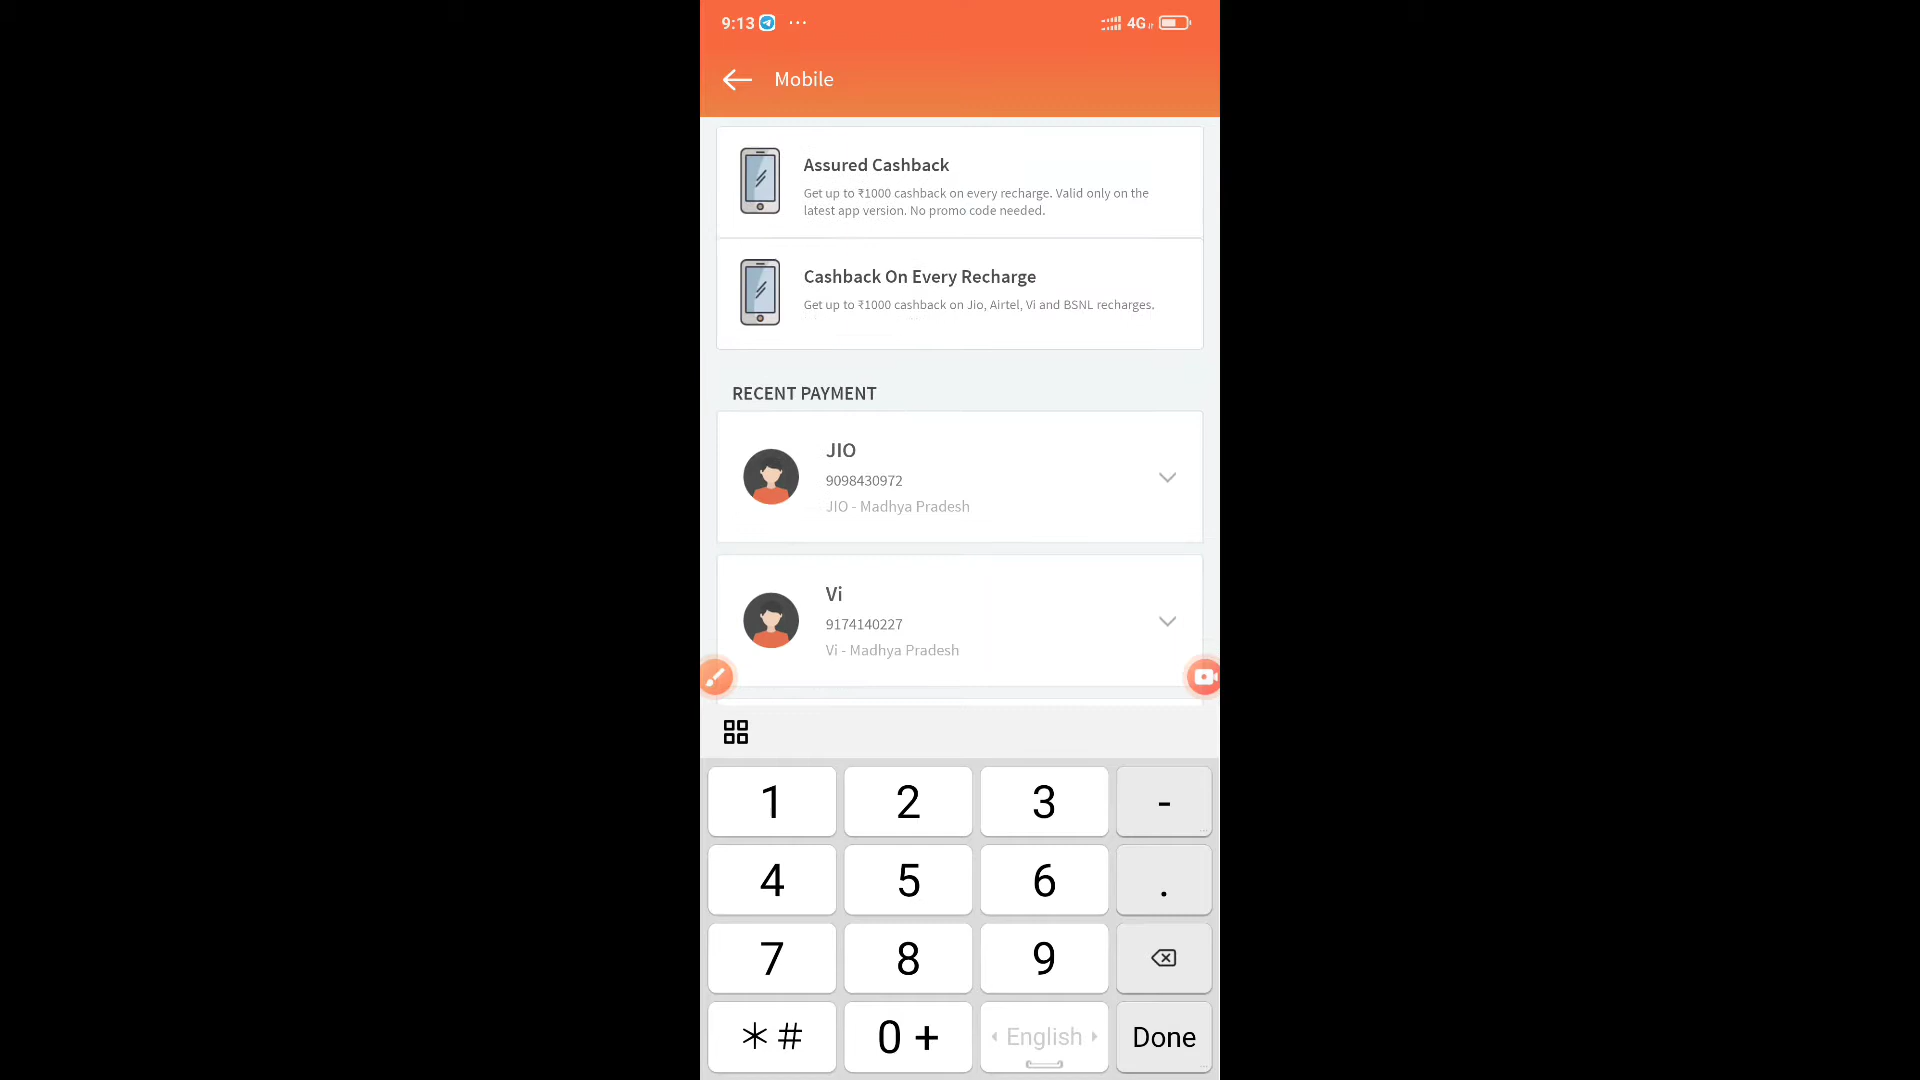 9:13 ... 4G
Mobile
Assured Cashback
Get up to ₹1000 cashback on every recharge. Valid only on the
latest app version. No promo code needed.
Cashback On Every Recharge
Get up to ₹1000 cashback on Jio, Airtel, Vi and BSNL recharges.
RECENT PAYMENT
JIO
9098430972
JIO - Madhya Pradesh
Vi
9174140227
Vi - Madhya Pradesh
1 2 3 -
4 5 6 .
7 8 9
*# 0 + English Done